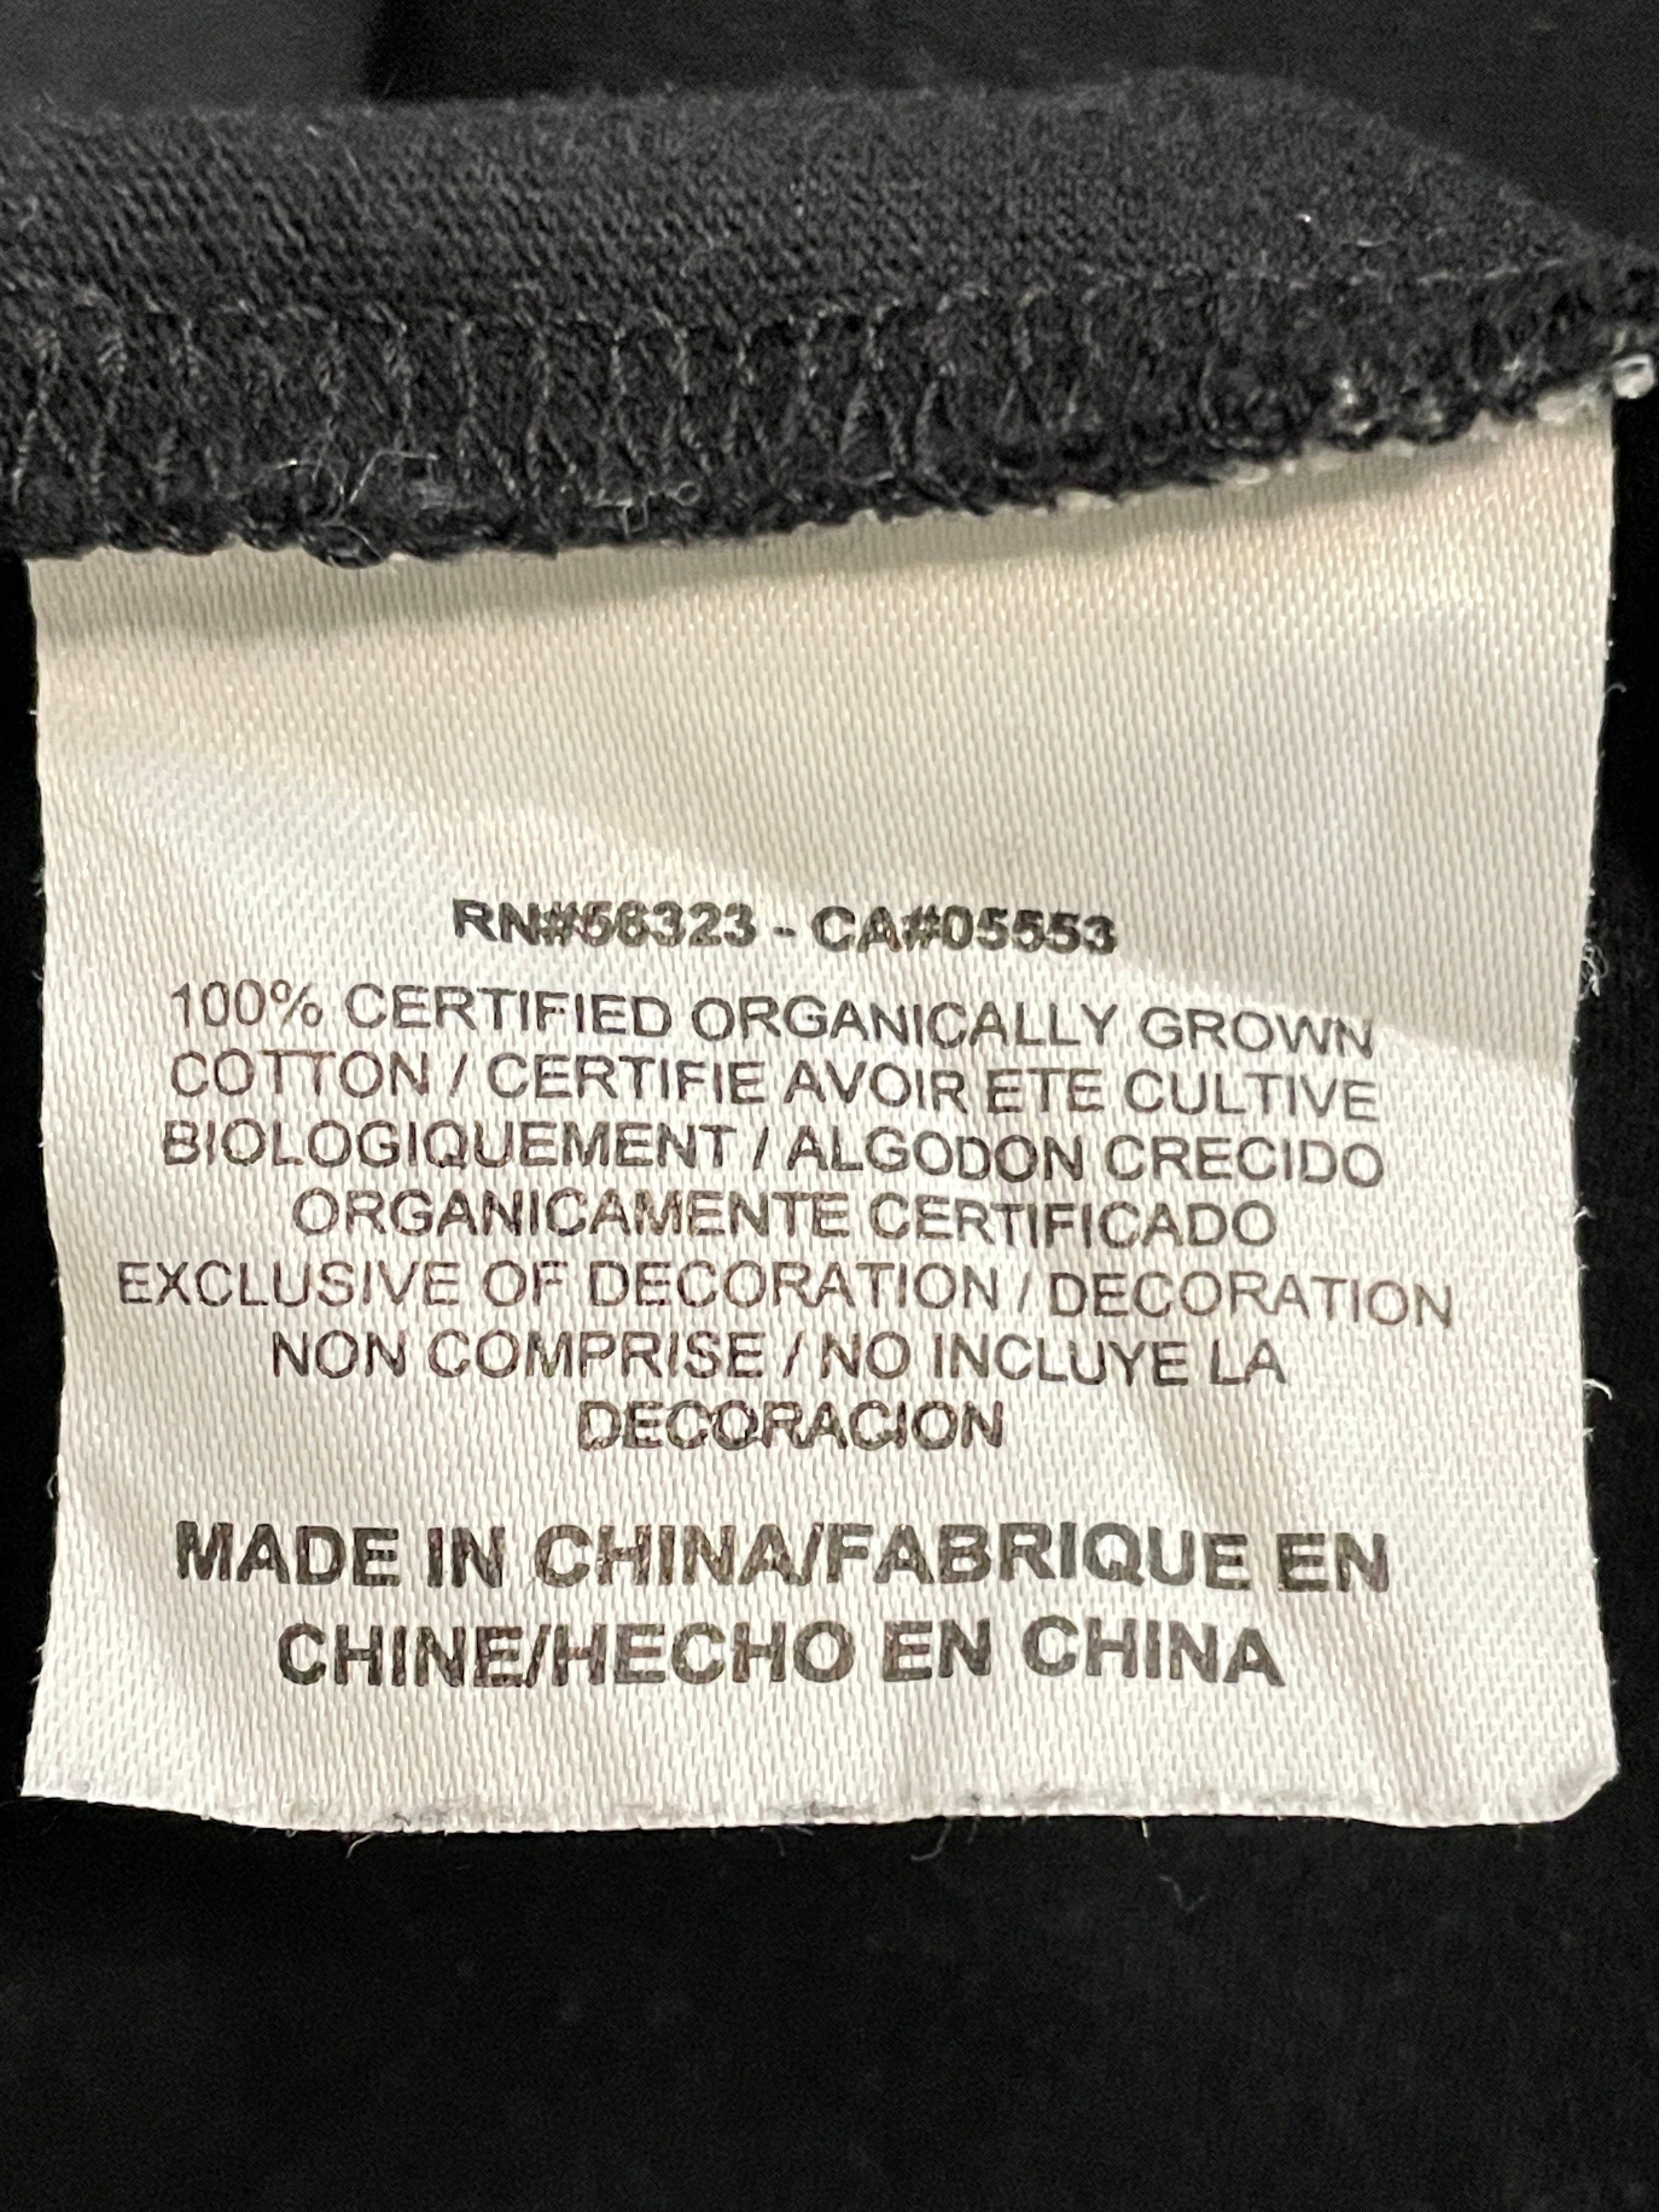 RN#56323 - CA#05553
100% CERTIFIED ORGANICALLY GROWN
COTTON / CERTIFIE AVOIR ETE CULTIVE
BIOLOGIQUEMENT / ALGODON CRECIDO
ORGANICAMENTE CERTIFICADO
EXCLUSIVE OF DECORATION / DECORATION
NON COMPRISE / NO INCLUYE LA
DECORACION
MADE IN CHINA/FABRIQUE EN
CHINE/HECHO EN CHINA